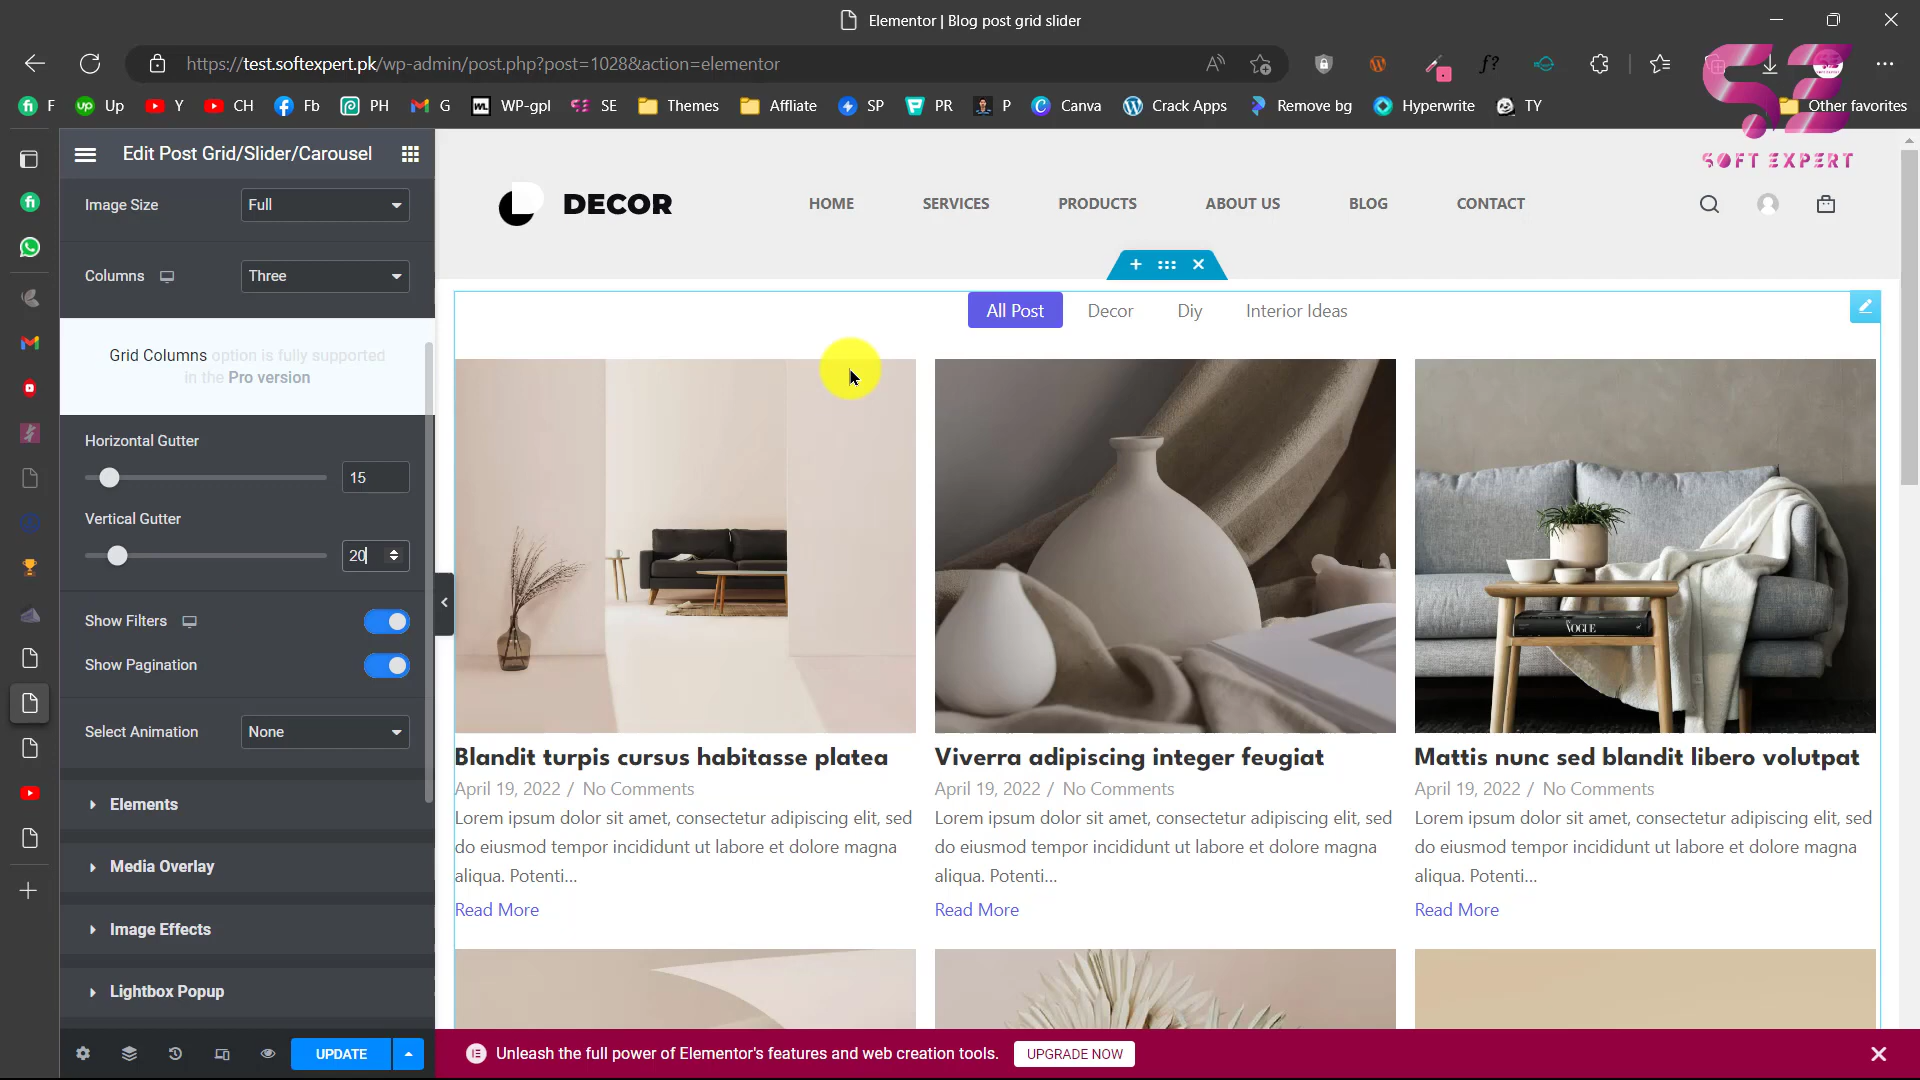 Elementor | Blog post grid slider
https://test.softexpert.pk/wp-admin/post.php?post=1028&action=elementor
F Up Y CH Fb PH G WP-gpl SE Themes Affliate SP PR P Canva Crack Apps Remove bg Hyperwrite TY Other favorites
SOFT EXPERT
Edit Post Grid/Slider/Carousel
Image Size Full
Columns Three
Grid Columns option is fully supported
in the Pro version
Horizontal Gutter
15
Vertical Gutter
20
Show Filters
Show Pagination
Select Animation None
Elements
Media Overlay
Image Effects
Lightbox Popup
UPDATE
DECOR
HOME SERVICES PRODUCTS ABOUT US BLOG CONTACT
All Post Decor Diy Interior Ideas
VOGUE
Blandit turpis cursus habitasse platea
April 19, 2022 / No Comments
Lorem ipsum dolor sit amet, consectetur adipiscing elit, sed
do eiusmod tempor incididunt ut labore et dolore magna
aliqua. Potenti...
Read More
Viverra adipiscing integer feugiat
April 19, 2022 / No Comments
Lorem ipsum dolor sit amet, consectetur adipiscing elit, sed
do eiusmod tempor incididunt ut labore et dolore magna
aliqua. Potenti...
Read More
Mattis nunc sed blandit libero volutpat
April 19, 2022 / No Comments
Lorem ipsum dolor sit amet, consectetur adipiscing elit, sed
do eiusmod tempor incididunt ut labore et dolore magna
aliqua. Potenti...
Read More
Unleash the full power of Elementor's features and web creation tools. UPGRADE NOW